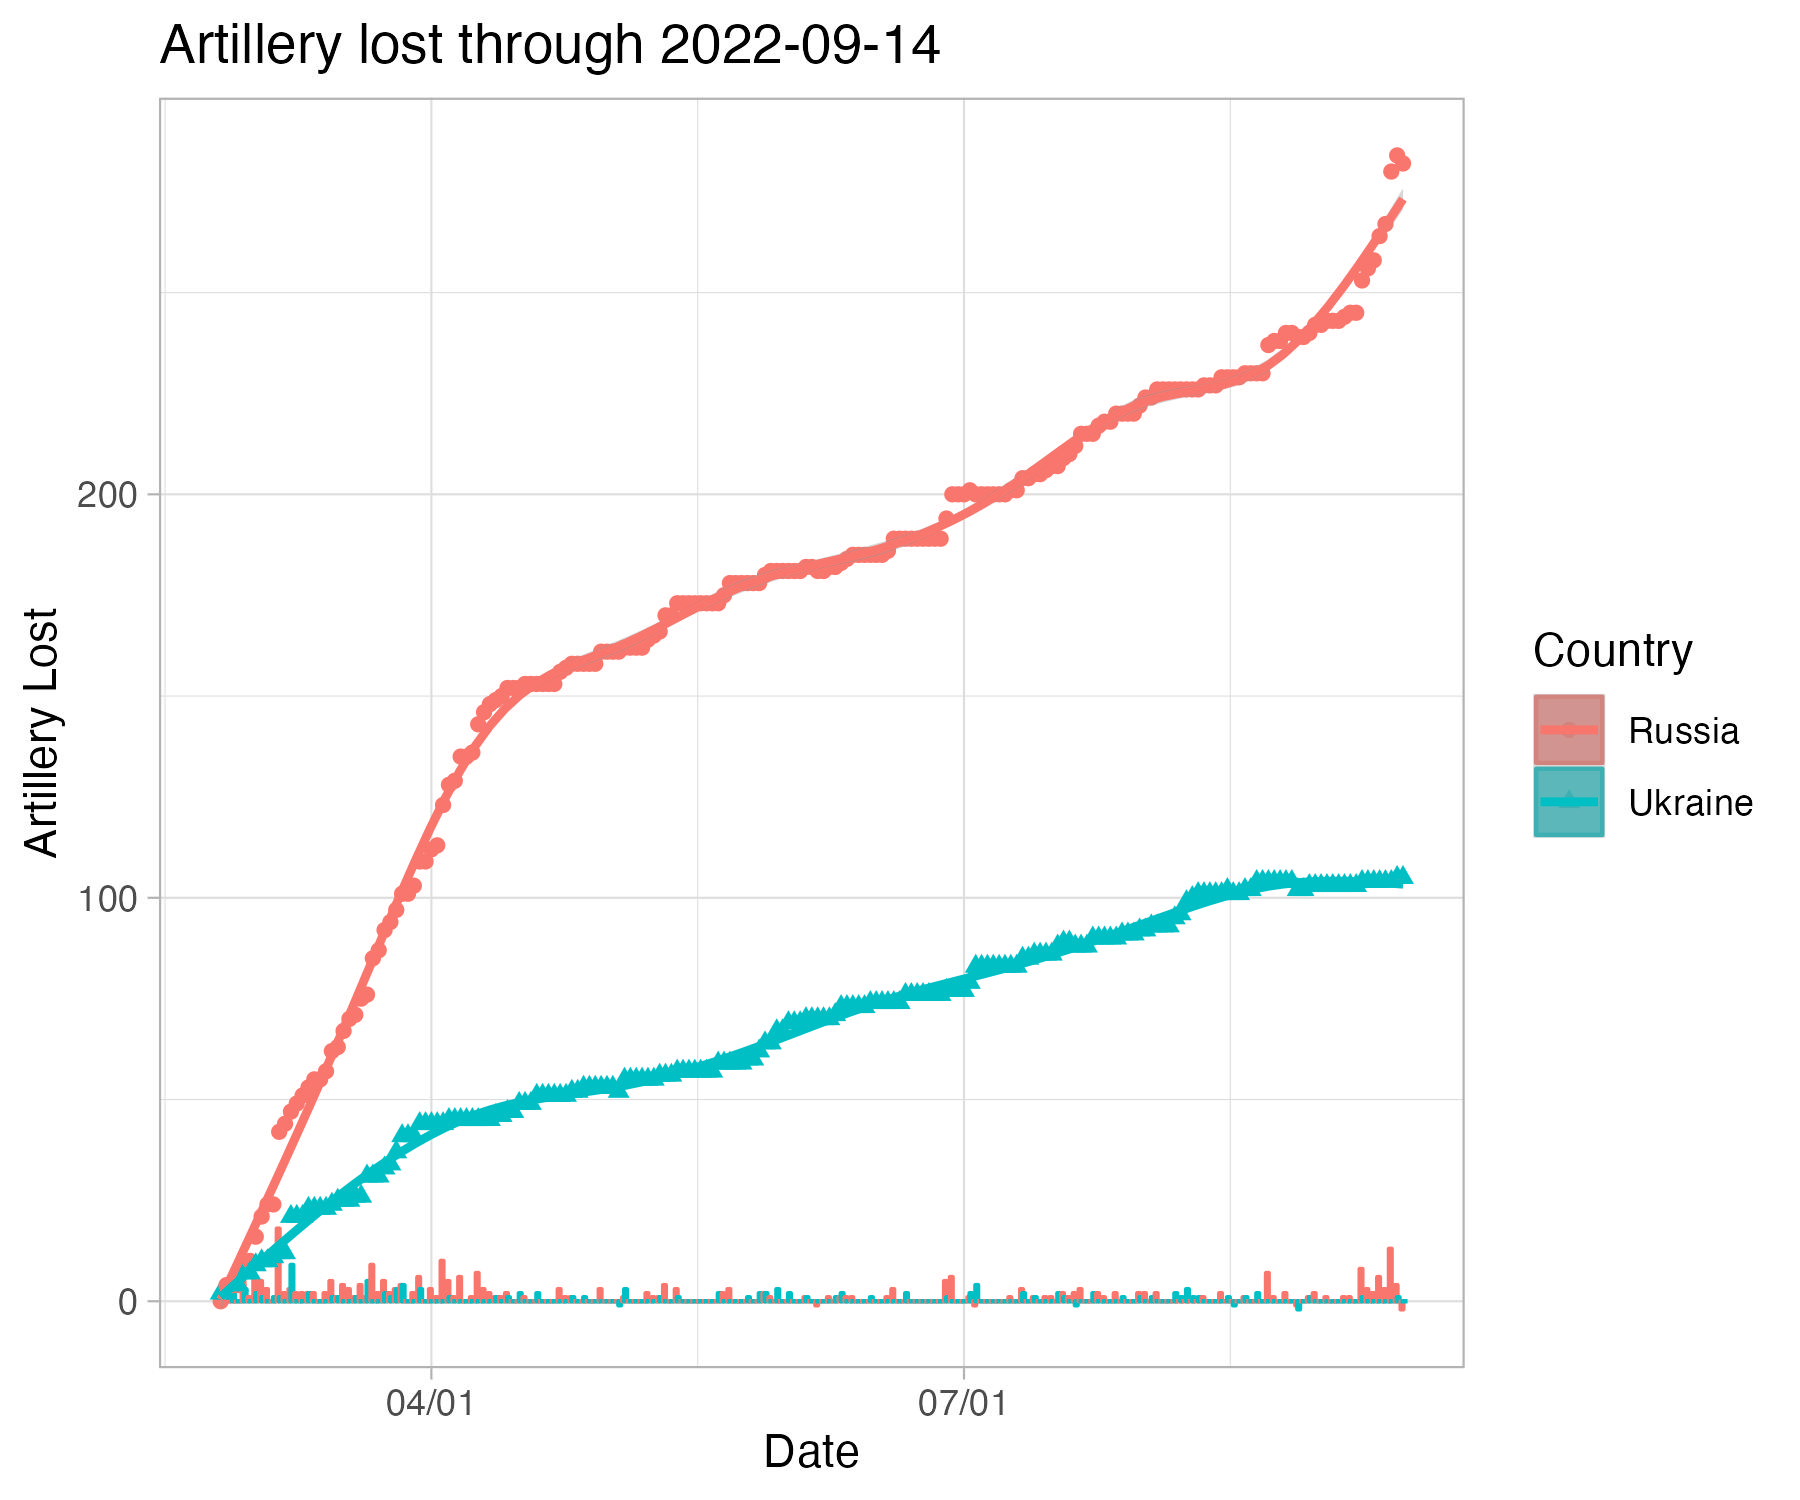 Artillery lost through 2022-09-14
Artillery Lost
200
100
0
04/01
07/01
Date
Country
Russia
Ukraine